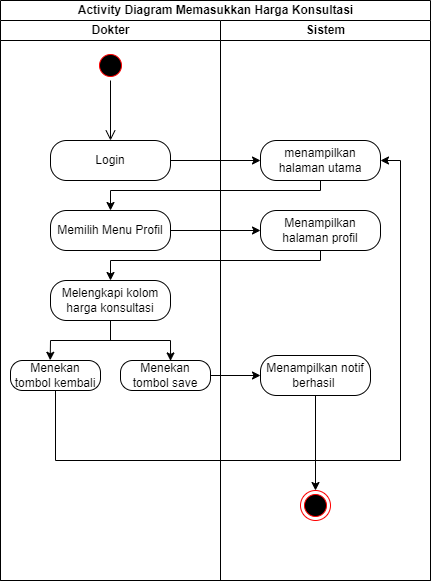 Activity Diagram Memasukkan Harga Konsultasi
Dokter
Sistem
Login
menampilkan
halaman utama
Memilih Menu Profil
Menampilkan
halaman profil
Melengkapi kolom
harga konsultasi
Menekan
tombol kembali
Menekan
tombol save
Menampilkan notif
berhasil